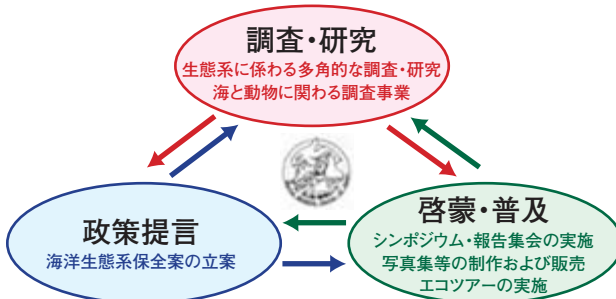 調査・研究
生態系に係わる多角的な調査・研究
海と動物に関わる調査事業
政策提言
海洋生態系保全案の立案
啓蒙・普及
シンポジウム・報告集会の実施
写真集等の制作および販売
エコツアーの実施